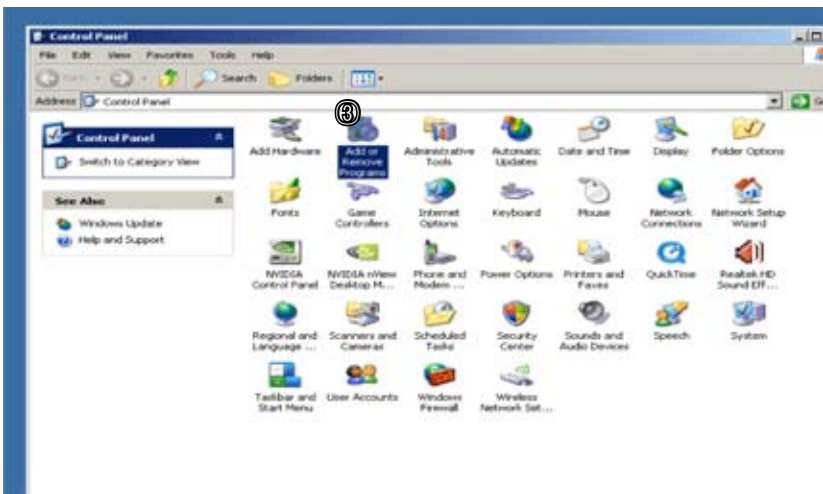 Control Panel
File Edit View Favorites Tools Help
Back Search Folders
Address Control Panel
③
Control Panel
Switch to Category View
See Also
Windows Update
Help and Support
Add Hardware
Add or Remove Programs
Administrative Tools
Automatic Updates
Date and Time
Display
Folder Options
Fonts
Game Controllers
Internet Options
Keyboard
Mouse
Network Connections
Network Setup Wizard
NVIDIA Control Panel
NVIDIA nView Desktop M...
Phone and Modem ...
Power Options
Printers and Faxes
QuickTime
Realtek HD Sound Eff...
Regional and Language ...
Scanners and Cameras
Scheduled Tasks
Security Center
Sounds and Audio Devices
Speech
System
Taskbar and Start Menu
User Accounts
Windows Firewall
Wireless Network Set...